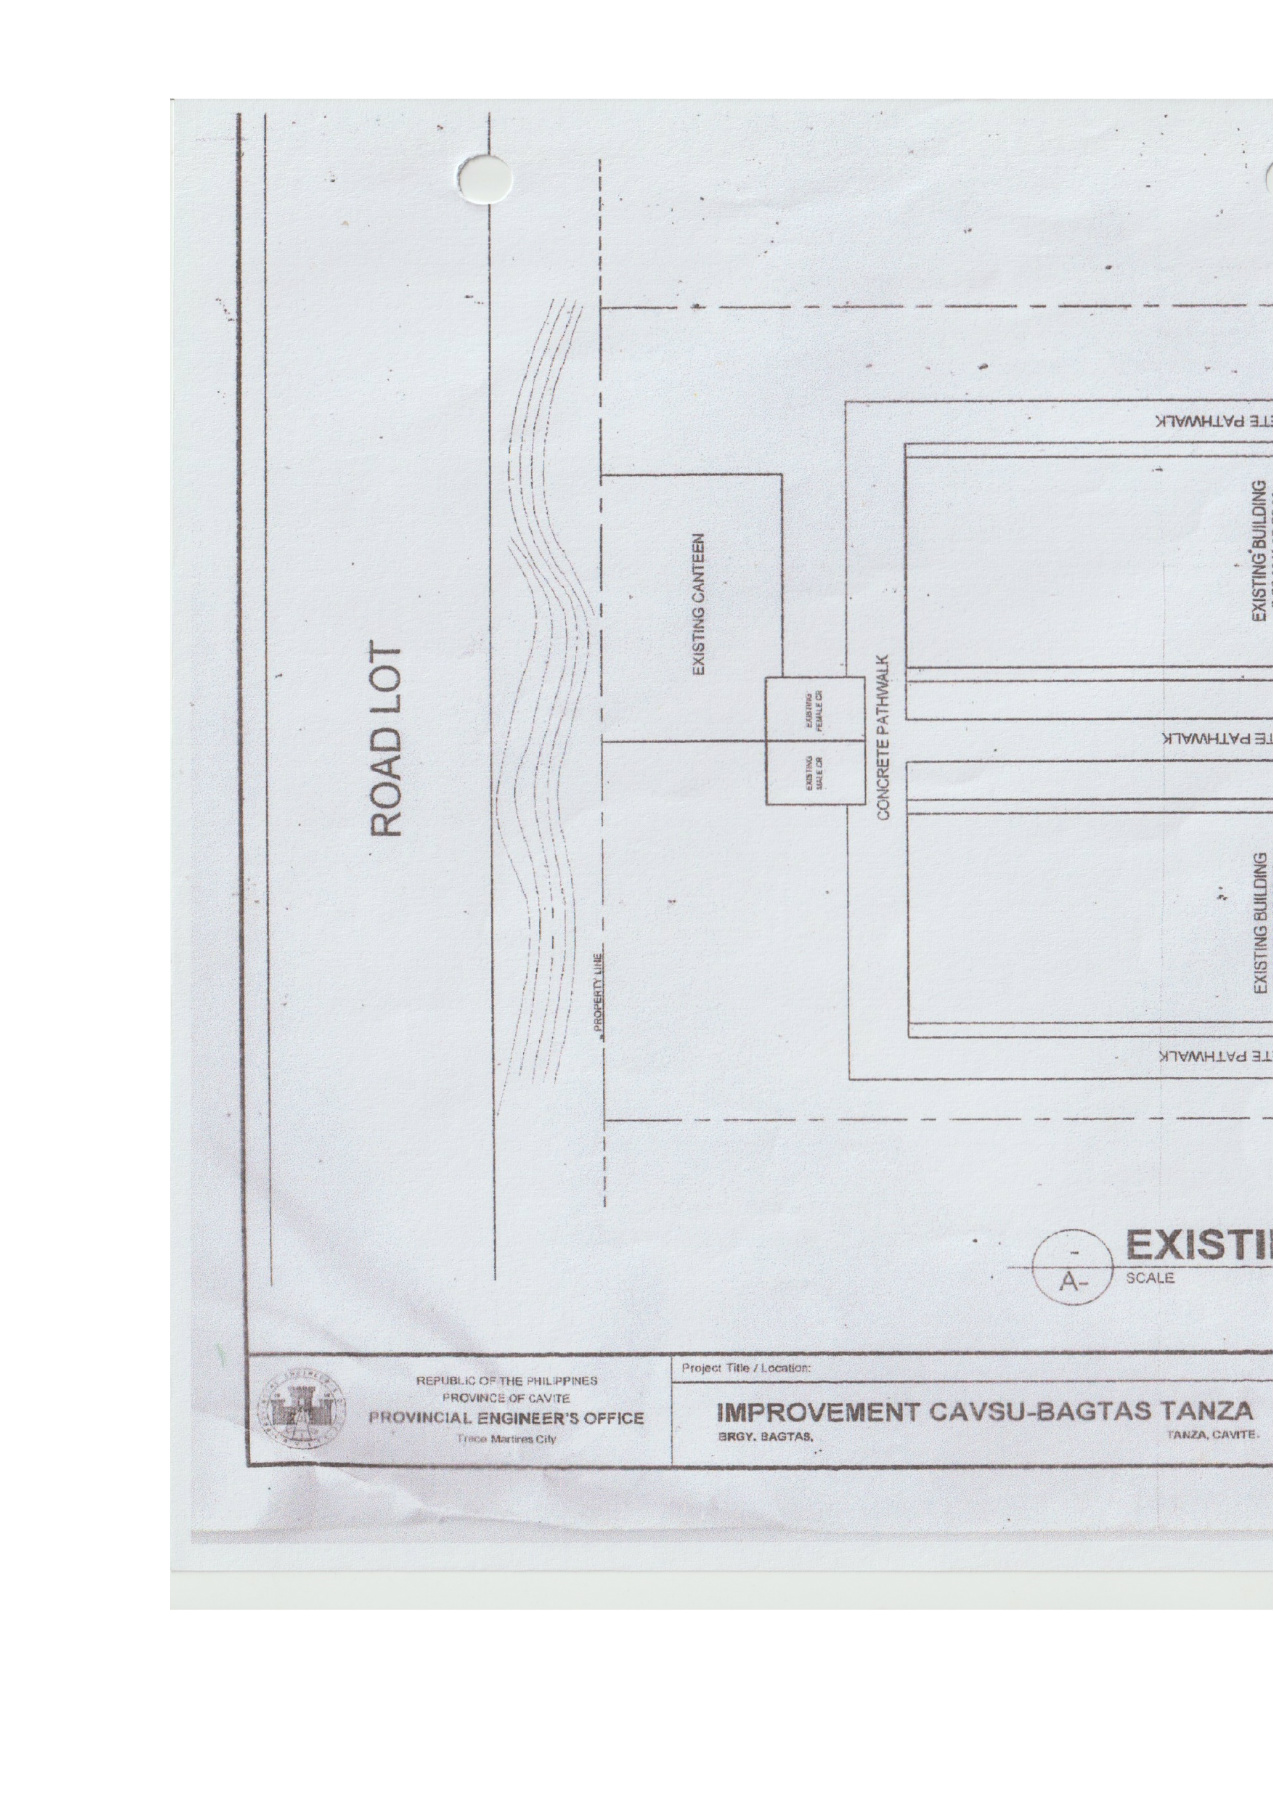 ROAD LOT
PROPERTY LINE
EXISTING CANTEEN
EXISTING
FEMALE CR
EXISTING
MALE CR
CONCRETE PATHWALK
TE PATHWALK
EXISTING BUILDING
TE PATHWALK
EXISTING BUILDING
TE PATHWALK
-
A-
EXISTI
SCALE
REPUBLIC OF THE PHILIPPINES
PROVINCE OF CAVITE
PROVINCIAL ENGINEER'S OFFICE
Trece Martires City
Project Title / Location:
IMPROVEMENT CAVSU-BAGTAS TANZA
BRGY. BAGTAS, TANZA, CAVITE.